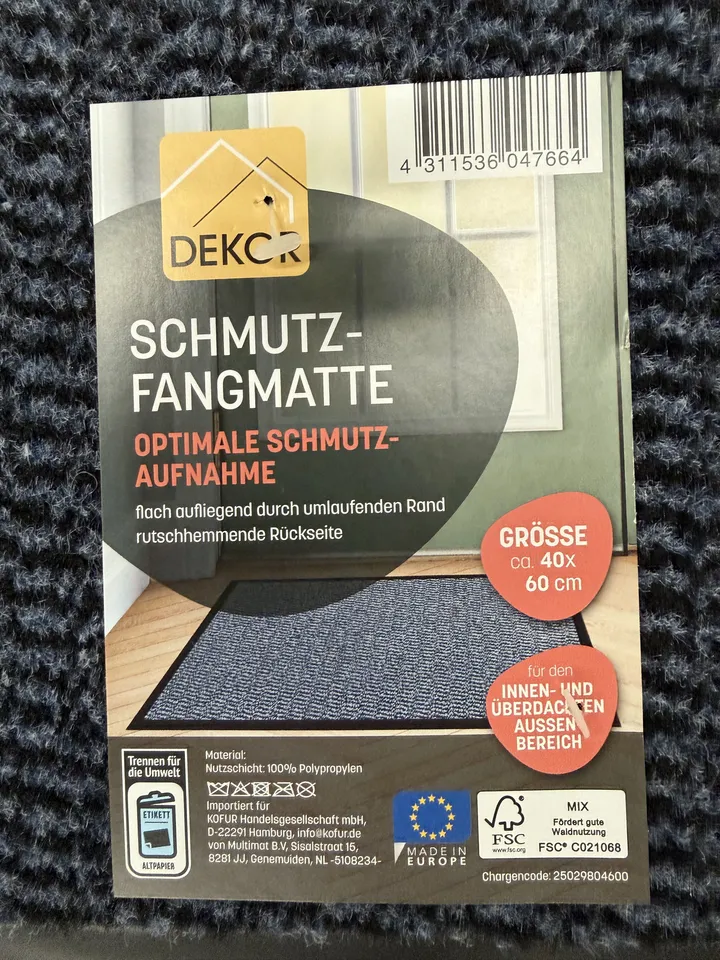 4 311536 047664
DEKOR
SCHMUTZ-
FANGMATTE
OPTIMALE SCHMUTZ-
AUFNAHME
flach aufliegend durch umlaufenden Rand
rutschhemmende Rückseite
GRÖSSE
ca. 40x
60 cm
für den
INNEN- UND
ÜBERDACHTEN
AUSSEN
BEREICH
Trennen für
die Umwelt
ETIKETT
ALTPAPIER
Material:
Nutzschicht: 100% Polypropylen
Importiert für
KOFUR Handelsgesellschaft mbH,
D-22291 Hamburg, info@kofur.de
von Multimat B.V, Sisalstraat 15,
8281 JJ, Genemuiden, NL -5108234-
MADE IN
EUROPE
FSC
www.fsc.org
MIX
Fördert gute
Waldnutzung
FSC® C021068
Chargencode: 25029804600